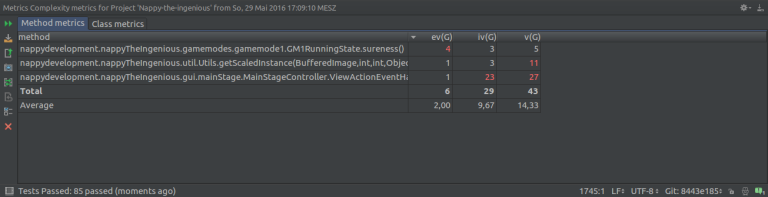 Metrics Complexity metrics for Project 'Nappy-the-ingenious' from So, 29 Mai 2016 17:09:10 MESZ
Method metrics Class metrics
method ev(G) iv(G) v(G)
nappydevelopment.nappyTheIngenious.gamemodes.gamemode1.GM1RunningState.sureness() 4 3 5
nappydevelopment.nappyTheIngenious.util.Utils.getScaledInstance(BufferedImage,int,int,Objec 1 3 11
nappydevelopment.nappyTheIngenious.gui.mainStage.MainStageController.ViewActionEventHa 1 23 27
Total 6 29 43
Average 2,00 9,67 14,33
Tests Passed: 85 passed (moments ago) 1745:1 LF UTF-8 Git: 8443e185